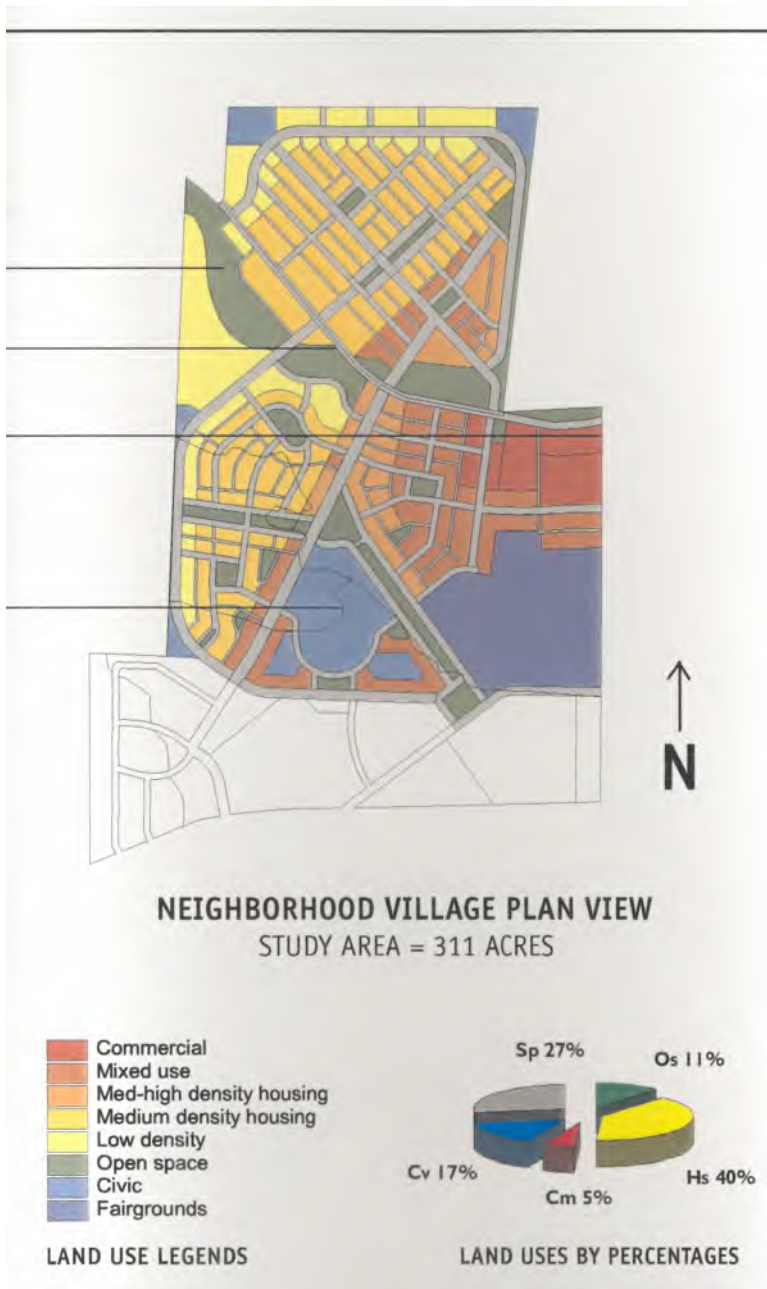 N
NEIGHBORHOOD VILLAGE PLAN VIEW
STUDY AREA = 311 ACRES
Commercial
Mixed use
Med-high density housing
Medium density housing
Low density
Open space
Civic
Fairgrounds
LAND USE LEGENDS
Sp 27%
Os 11%
Cv 17%
Cm 5%
Hs 40%
LAND USES BY PERCENTAGES